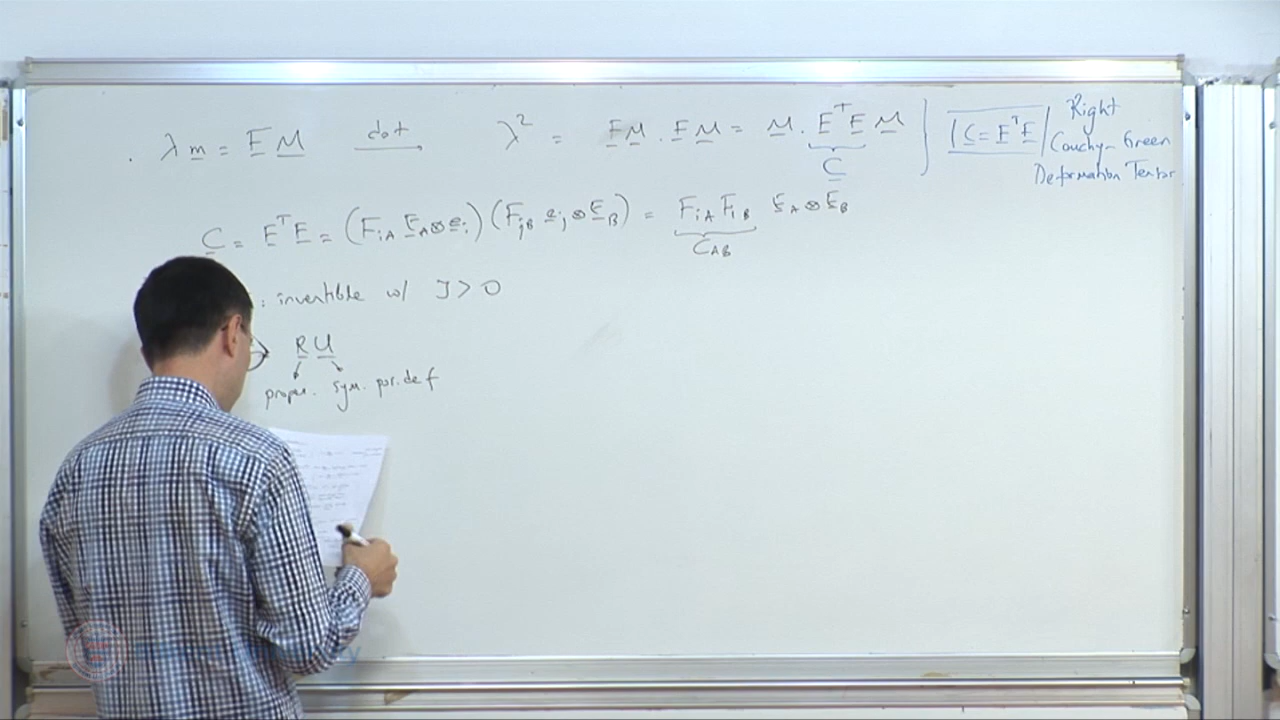 . λ m = F M dot λ² = F M . F M = M . FᵀF M } | C = FᵀF | Right
C Cauchy-Green
Deformation Tensor
C = FᵀF = (F_iA E_A⊗e_i) (F_jB e_j⊗E_B) = F_iA F_iB E_A⊗E_B
C_AB
: invertible w/ J > 0
R U
proper. sym. pos.def